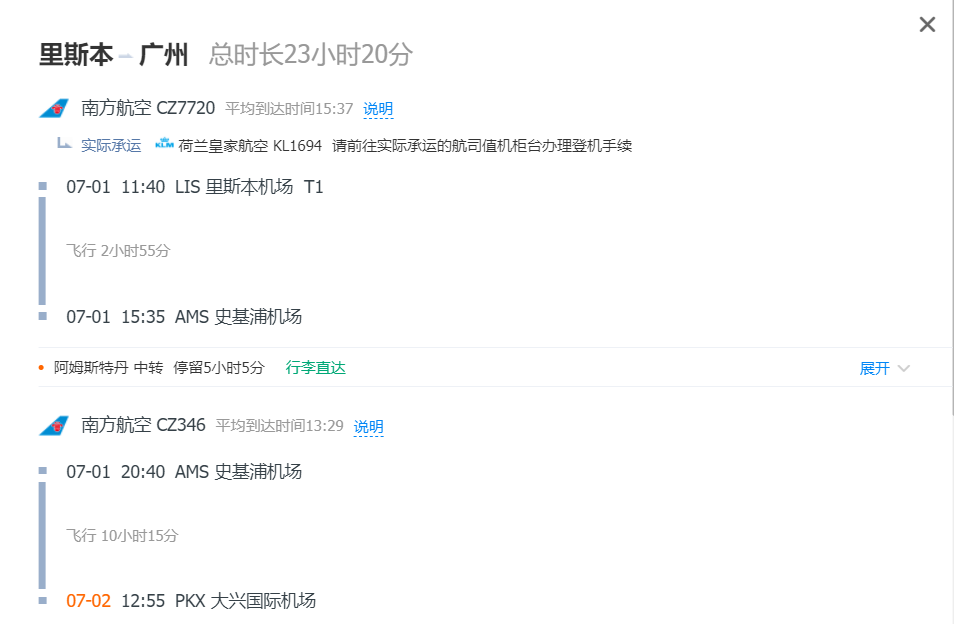 里斯本 – 广州 总时长23小时20分
南方航空 CZ7720 平均到达时间15:37 说明
实际承运 KLM 荷兰皇家航空 KL1694 请前往实际承运的航司值机柜台办理登机手续
07-01 11:40 LIS 里斯本机场 T1
飞行 2小时55分
07-01 15:35 AMS 史基浦机场
阿姆斯特丹 中转 停留5小时5分 行李直达 展开
南方航空 CZ346 平均到达时间13:29 说明
07-01 20:40 AMS 史基浦机场
飞行 10小时15分
07-02 12:55 PKX 大兴国际机场